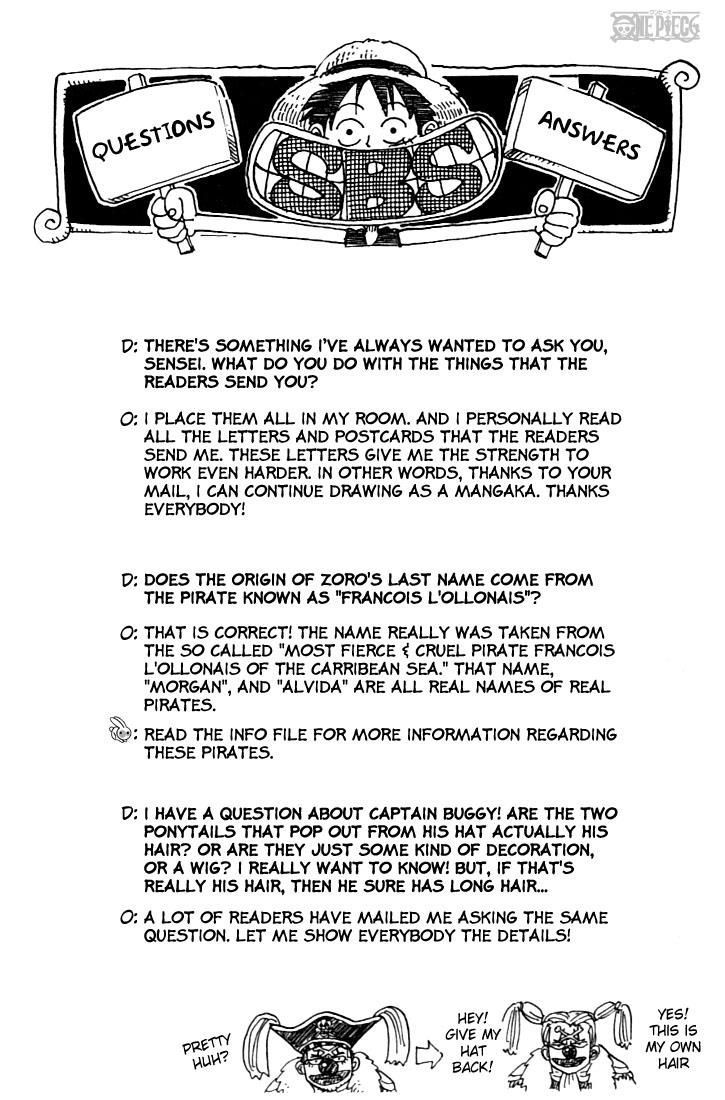 ONE PIECE
QUESTIONS
SBS
ANSWERS
D: THERE'S SOMETHING I'VE ALWAYS WANTED TO ASK YOU,
SENSEI. WHAT DO YOU DO WITH THE THINGS THAT THE
READERS SEND YOU?
O: I PLACE THEM ALL IN MY ROOM. AND I PERSONALLY READ
ALL THE LETTERS AND POSTCARDS THAT THE READERS
SEND ME. THESE LETTERS GIVE ME THE STRENGTH TO
WORK EVEN HARDER. IN OTHER WORDS, THANKS TO YOUR
MAIL, I CAN CONTINUE DRAWING AS A MANGAKA. THANKS
EVERYBODY!
D: DOES THE ORIGIN OF ZORO'S LAST NAME COME FROM
THE PIRATE KNOWN AS "FRANCOIS L'OLLONAIS"?
O: THAT IS CORRECT! THE NAME REALLY WAS TAKEN FROM
THE SO CALLED "MOST FIERCE & CRUEL PIRATE FRANCOIS
L'OLLONAIS OF THE CARRIBEAN SEA." THAT NAME,
"MORGAN", AND "ALVIDA" ARE ALL REAL NAMES OF REAL
PIRATES.
: READ THE INFO FILE FOR MORE INFORMATION REGARDING
THESE PIRATES.
D: I HAVE A QUESTION ABOUT CAPTAIN BUGGY! ARE THE TWO
PONYTAILS THAT POP OUT FROM HIS HAT ACTUALLY HIS
HAIR? OR ARE THEY JUST SOME KIND OF DECORATION,
OR A WIG? I REALLY WANT TO KNOW! BUT, IF THAT'S
REALLY HIS HAIR, THEN HE SURE HAS LONG HAIR...
O: A LOT OF READERS HAVE MAILED ME ASKING THE SAME
QUESTION. LET ME SHOW EVERYBODY THE DETAILS!
PRETTY
HUH?
HEY!
GIVE MY
HAT
BACK!
YES!
THIS IS
MY OWN
HAIR